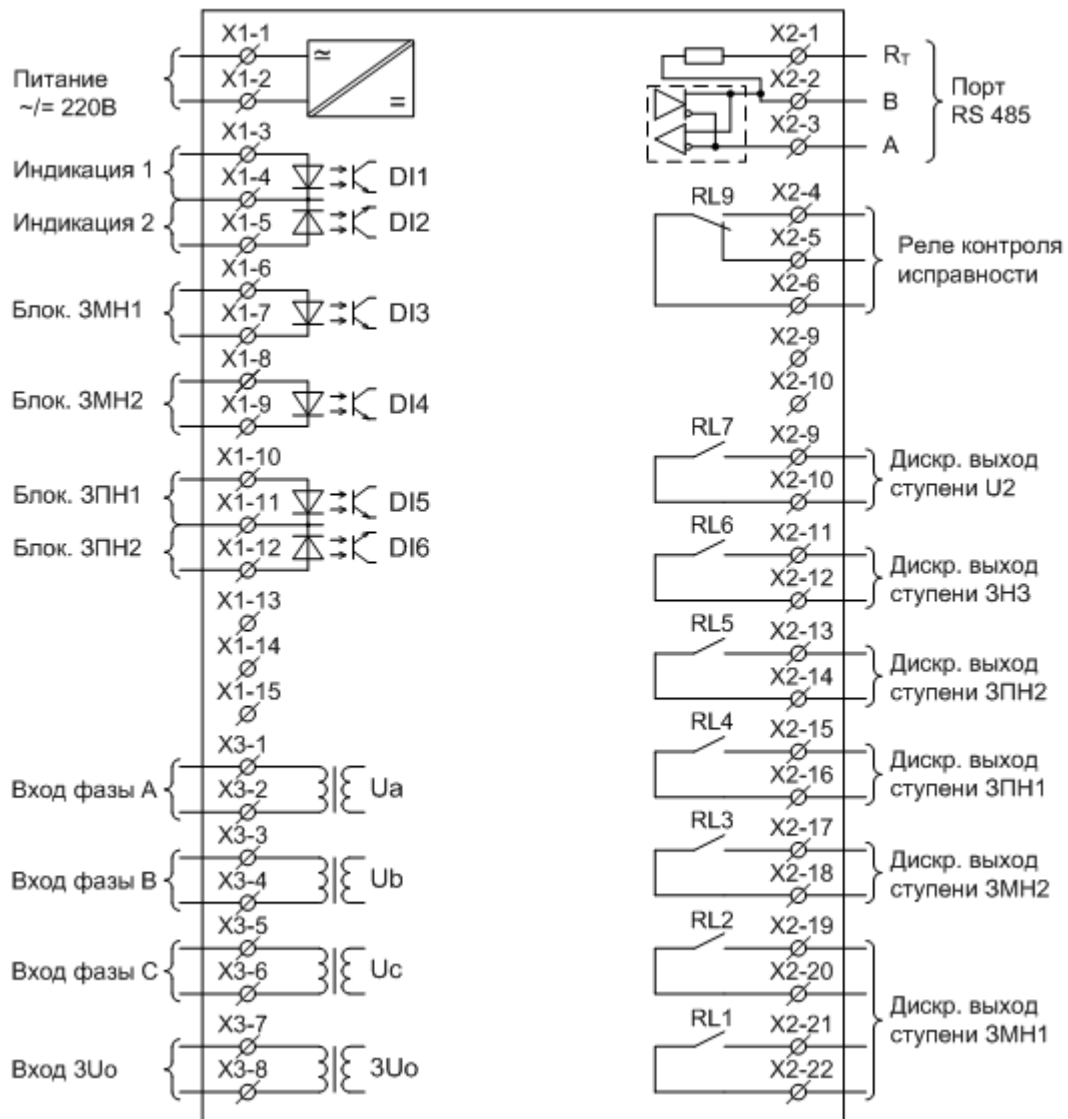 X1-1
X1-2
Питание
~/= 220В
≃
=
X1-3
Индикация 1
X1-4
DI1
Индикация 2
X1-5
DI2
X1-6
Блок. ЗМН1
X1-7
DI3
X1-8
Блок. ЗМН2
X1-9
DI4
X1-10
Блок. ЗПН1
X1-11
DI5
Блок. ЗПН2
X1-12
DI6
X1-13
X1-14
X1-15
X3-1
Вход фазы А
X3-2
Ua
X3-3
Вход фазы В
X3-4
Ub
X3-5
Вход фазы С
X3-6
Uc
X3-7
Вход 3Uo
X3-8
3Uo
X2-1
RT
X2-2
B
X2-3
A
Порт
RS 485
RL9
X2-4
X2-5
X2-6
Реле контроля
исправности
X2-9
X2-10
RL7
X2-9
X2-10
Дискр. выход
ступени U2
RL6
X2-11
X2-12
Дискр. выход
ступени ЗНЗ
RL5
X2-13
X2-14
Дискр. выход
ступени ЗПН2
RL4
X2-15
X2-16
Дискр. выход
ступени ЗПН1
RL3
X2-17
X2-18
Дискр. выход
ступени ЗМН2
RL2
X2-19
X2-20
RL1
X2-21
X2-22
Дискр. выход
ступени ЗМН1